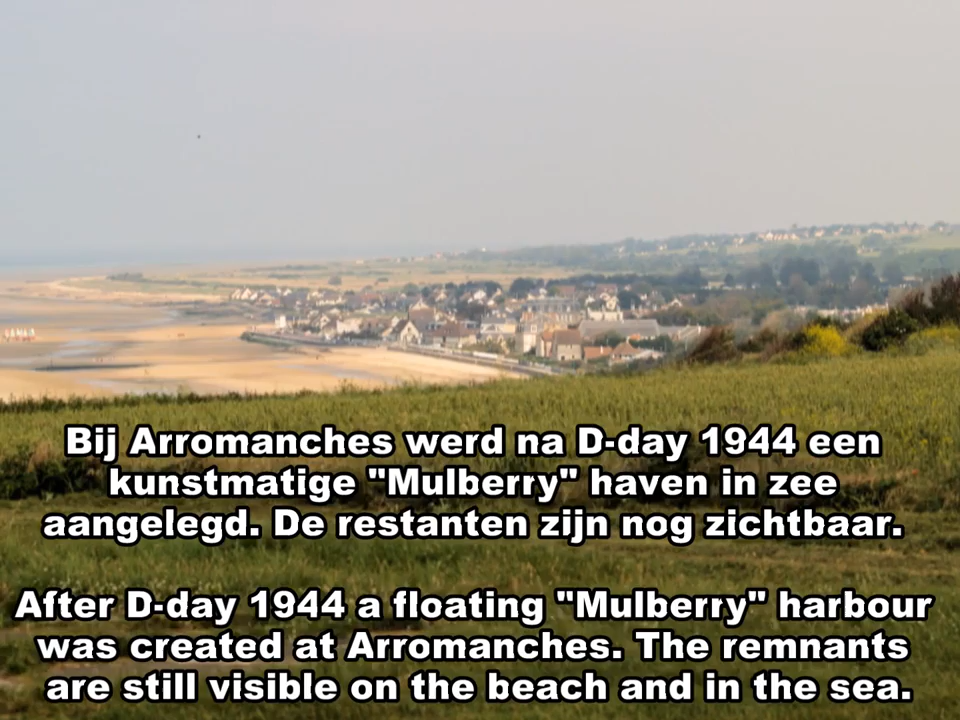 Bij Arromanches werd na D-day 1944 een
kunstmatige "Mulberry" haven in zee
aangelegd. De restanten zijn nog zichtbaar.
After D-day 1944 a floating "Mulberry" harbour
was created at Arromanches. The remnants
are still visible on the beach and in the sea.